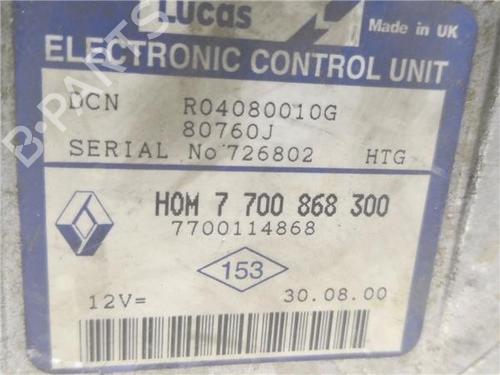 Lucas
Made in UK
ELECTRONIC CONTROL UNIT
DCN R04080010G
80760J
SERIAL No 726802 HTG
HOM 7 700 868 300
7700114868
153
12V= 30.08.00
B-PARTS